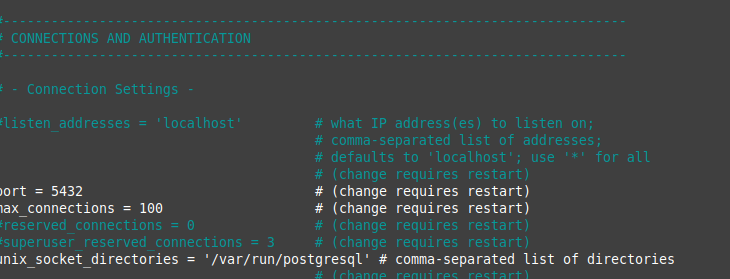 #------------------------------------------------------------------------------
# CONNECTIONS AND AUTHENTICATION
#------------------------------------------------------------------------------
# - Connection Settings -
#listen_addresses = 'localhost' # what IP address(es) to listen on;
# comma-separated list of addresses;
# defaults to 'localhost'; use '*' for all
# (change requires restart)
port = 5432 # (change requires restart)
max_connections = 100 # (change requires restart)
#reserved_connections = 0 # (change requires restart)
#superuser_reserved_connections = 3 # (change requires restart)
unix_socket_directories = '/var/run/postgresql' # comma-separated list of directories
# (change requires restart)